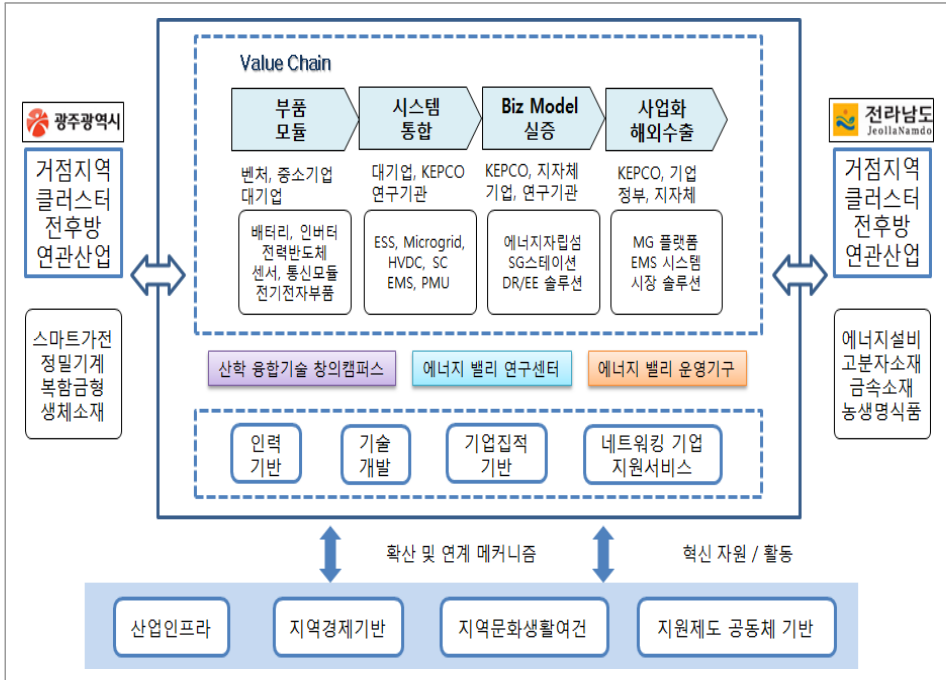 Value Chain
부품
모듈
시스템
통합
Biz Model
실증
사업화
해외수출
벤처, 중소기업
대기업
대기업, KEPCO
연구기관
KEPCO, 지자체
기업, 연구기관
KEPCO, 기업
정부, 지자체
배터리, 인버터
전력반도체
센서, 통신모듈
전기전자부품
ESS, Microgrid,
HVDC, SC
EMS, PMU
에너지자립섬
SG스테이션
DR/EE 솔루션
MG 플랫폼
EMS 시스템
시장 솔루션
광주광역시
거점지역
클러스터
전후방
연관산업
스마트가전
정밀기계
복함금형
생체소재
전라남도
JeollaNamdo
거점지역
클러스터
전후방
연관산업
에너지설비
고분자소재
금속소재
농생명식품
산학 융합기술 창의캠퍼스
에너지 밸리 연구센터
에너지 밸리 운영기구
인력
기반
기술
개발
기업집적
기반
네트워킹 기업
지원서비스
확산 및 연계 메커니즘
혁신 자원 / 활동
산업인프라
지역경제기반
지역문화생활여건
지원제도 공동체 기반